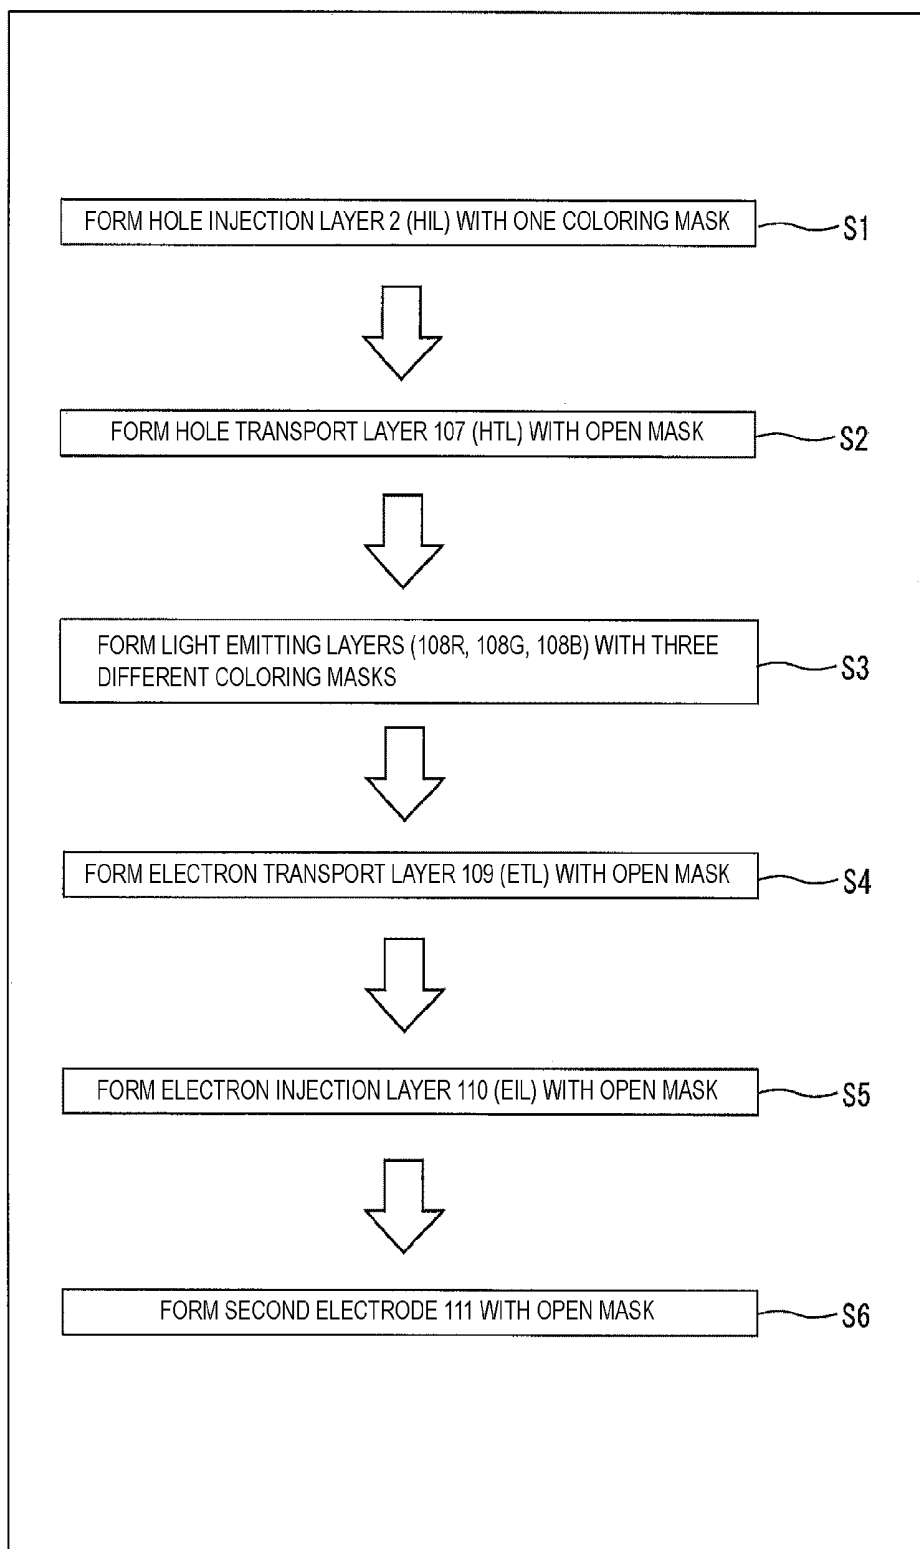 FORM HOLE INJECTION LAYER 2 (HIL) WITH ONE COLORING MASK
S1
FORM HOLE TRANSPORT LAYER 107 (HTL) WITH OPEN MASK
S2
FORM LIGHT EMITTING LAYERS (108R, 108G, 108B) WITH THREE
DIFFERENT COLORING MASKS
S3
FORM ELECTRON TRANSPORT LAYER 109 (ETL) WITH OPEN MASK
S4
FORM ELECTRON INJECTION LAYER 110 (EIL) WITH OPEN MASK
S5
FORM SECOND ELECTRODE 111 WITH OPEN MASK
S6